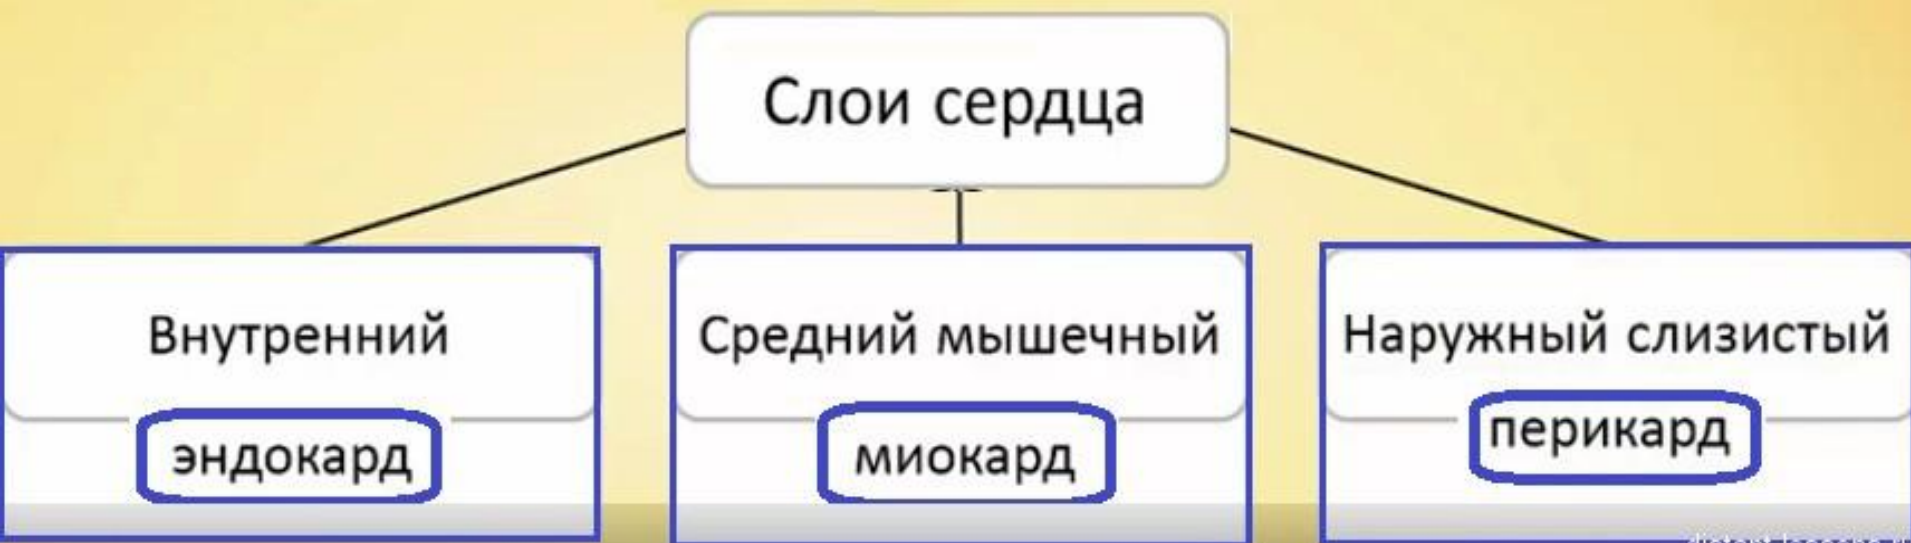 Слои сердца
Внутренний
эндокард
Средний мышечный
миокард
Наружный слизистый
перикард